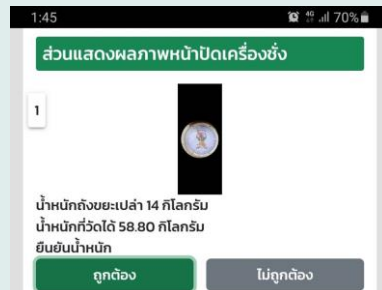 1:45
4G 70%
ส่วนแสดงผลภาพหน้าปัดเครื่องชั่ง
1
น้ำหนักถังขยะเปล่า 14 กิโลกรัม
น้ำหนักที่วัดได้ 58.80 กิโลกรัม
ยืนยันน้ำหนัก
ถูกต้อง ไม่ถูกต้อง